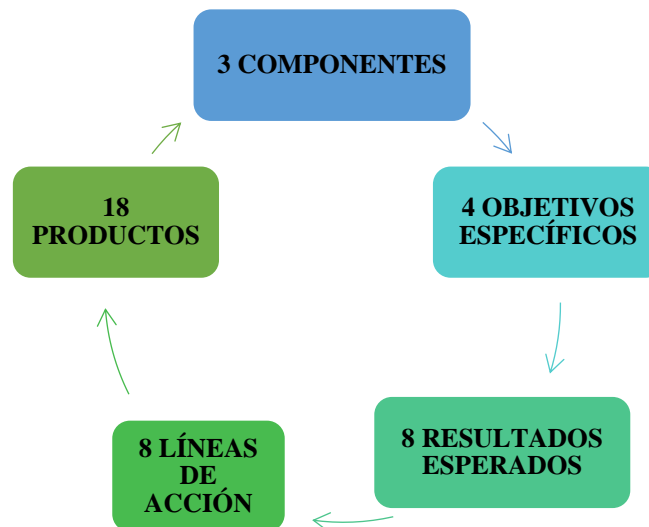 3 COMPONENTES
4 OBJETIVOS
ESPECÍFICOS
8 RESULTADOS
ESPERADOS
8 LÍNEAS
DE
ACCIÓN
18
PRODUCTOS